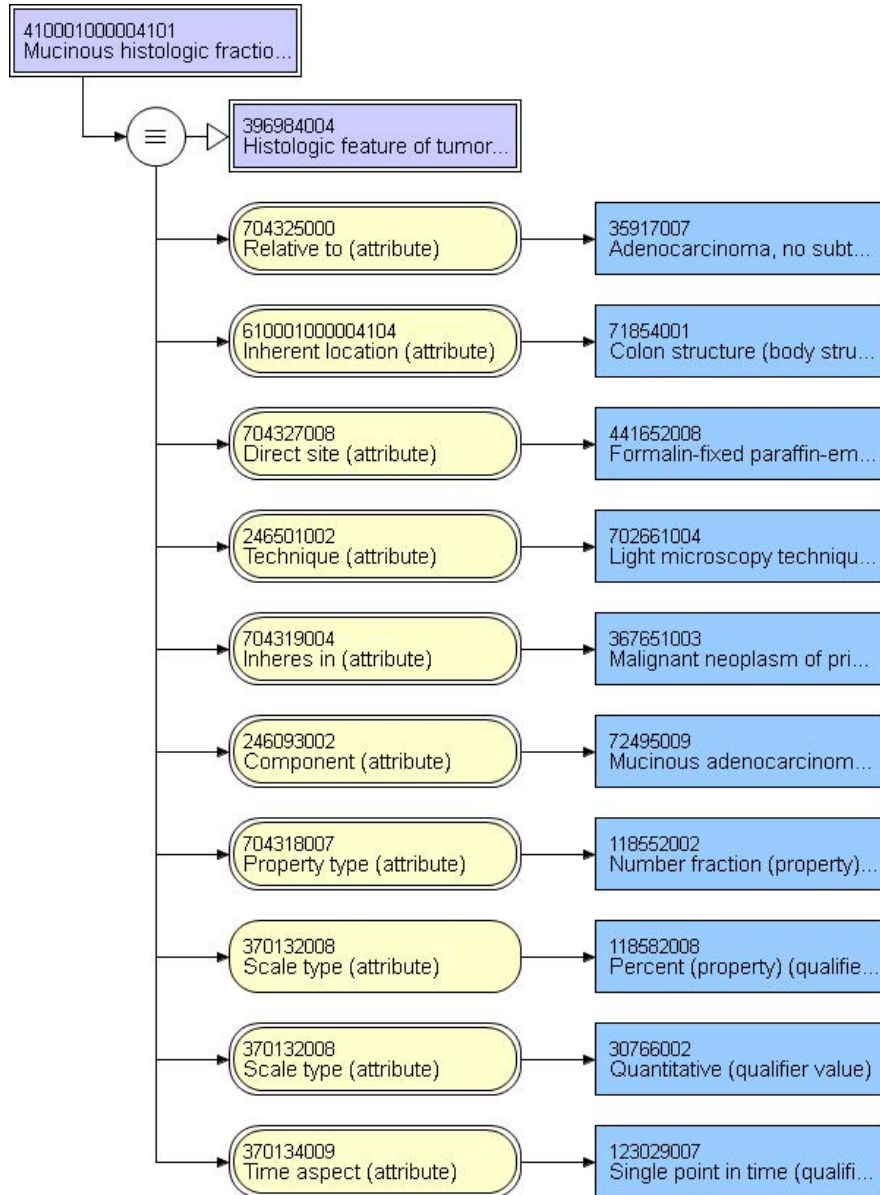 410001000004101
Mucinous histologic fractio...
396984004
Histologic feature of tumor...
704325000
Relative to (attribute)
35917007
Adenocarcinoma, no subt...
610001000004104
Inherent location (attribute)
71854001
Colon structure (body stru...
704327008
Direct site (attribute)
441652008
Formalin-fixed paraffin-em...
246501002
Technique (attribute)
702661004
Light microscopy techniqu...
704319004
Inheres in (attribute)
367651003
Malignant neoplasm of pri...
246093002
Component (attribute)
72495009
Mucinous adenocarcinom...
704318007
Property type (attribute)
118552002
Number fraction (property)...
370132008
Scale type (attribute)
118582008
Percent (property) (qualifie...
370132008
Scale type (attribute)
30766002
Quantitative (qualifier value)
370134009
Time aspect (attribute)
123029007
Single point in time (qualifi...